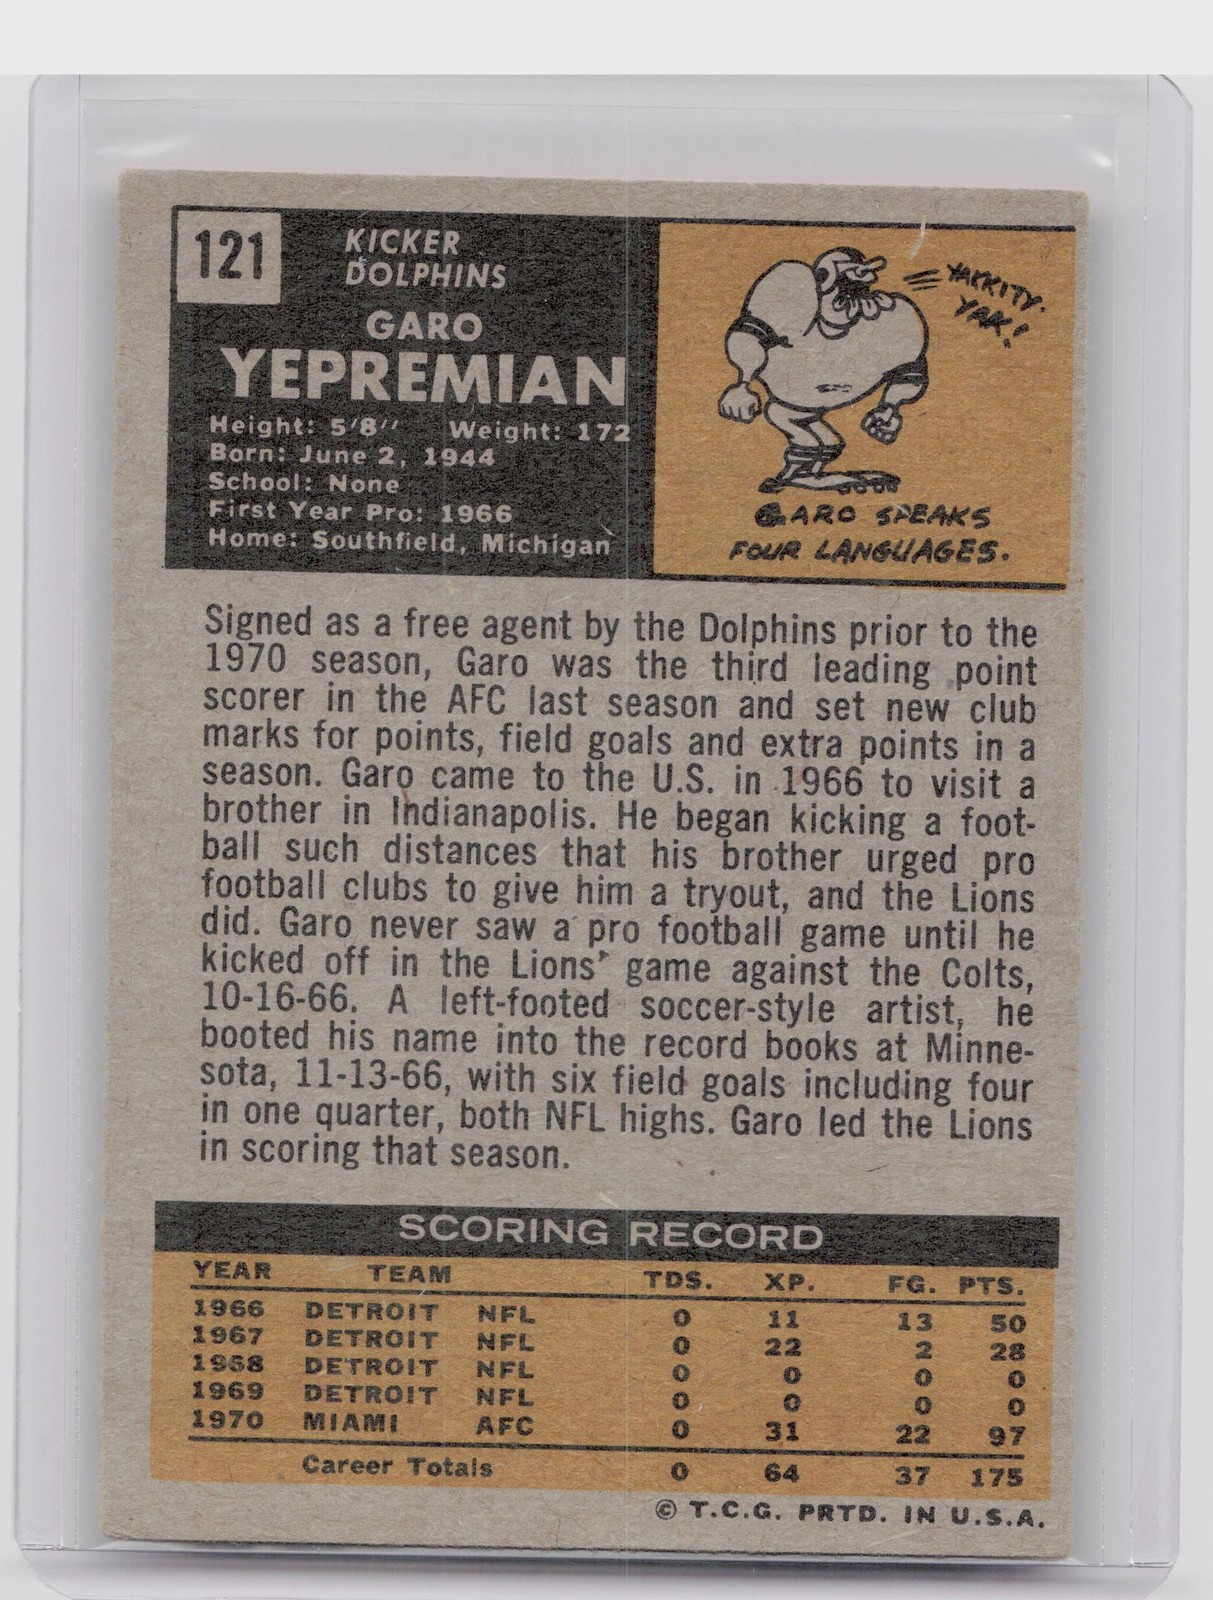 121
KICKER
DOLPHINS
GARO
YEPREMIAN
Height: 5'8" Weight: 172
Born: June 2, 1944
School: None
First Year Pro: 1966
Home: Southfield, Michigan
YAKKITY-
YAK!
GARO SPEAKS
FOUR LANGUAGES.
Signed as a free agent by the Dolphins prior to the
1970 season, Garo was the third leading point
scorer in the AFC last season and set new club
marks for points, field goals and extra points in a
season. Garo came to the U.S. in 1966 to visit a
brother in Indianapolis. He began kicking a foot-
ball such distances that his brother urged pro
football clubs to give him a tryout, and the Lions
did. Garo never saw a pro football game until he
kicked off in the Lions' game against the Colts,
10-16-66. A left-footed soccer-style artist, he
booted his name into the record books at Minne-
sota, 11-13-66, with six field goals including four
in one quarter, both NFL highs. Garo led the Lions
in scoring that season.
SCORING RECORD
YEAR TEAM TDS. XP. FG. PTS.
1966 DETROIT NFL 0 11 13 50
1967 DETROIT NFL 0 22 2 28
1968 DETROIT NFL 0 0 0 0
1969 DETROIT NFL 0 0 0 0
1970 MIAMI AFC 0 31 22 97
Career Totals 0 64 37 175
© T.C.G. PRTD. IN U.S.A.